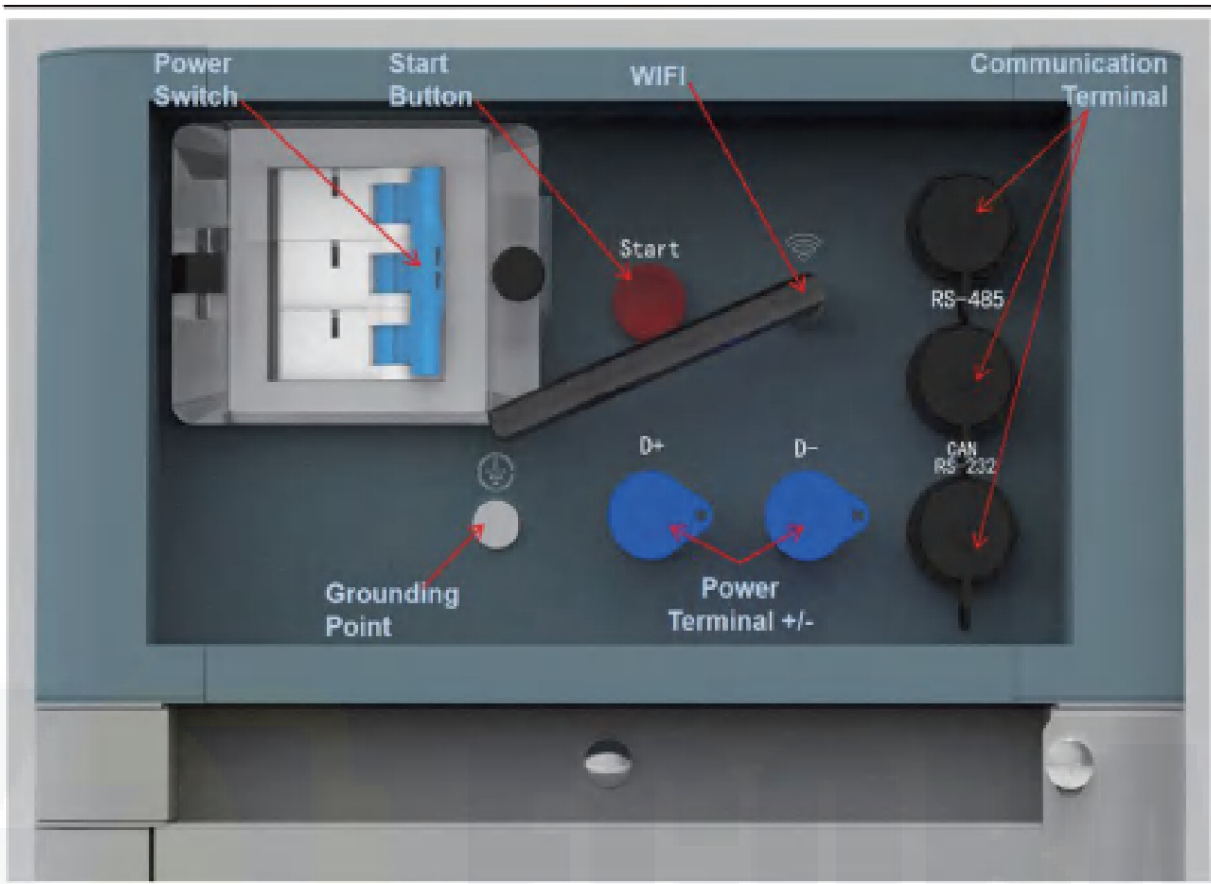 Power
Switch
Start
Button
WIFI
Communication
Terminal
Start
RS-485
CAN
RS-232
D+
D-
Grounding
Point
Power
Terminal +/-